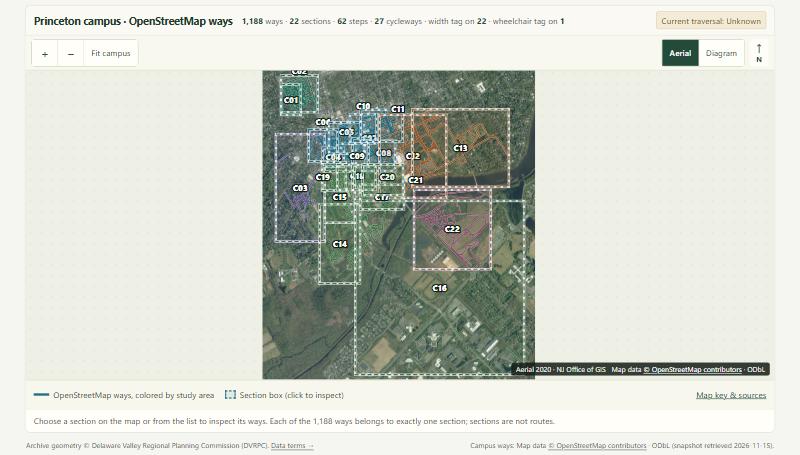 Princeton campus · OpenStreetMap ways
1,188 ways · 22 sections · 62 steps · 27 cycleways · width tag on 22 · wheelchair tag on 1
Current traversal: Unknown
+
−
Fit campus
Aerial
Diagram
↑
N
C02
C01
C10
C11
C06
C05
C12
C13
C04
C09
C08
C03
C19
C18
C20
C21
C15
C17
C22
C14
C16
Aerial 2020 · NJ Office of GIS Map data © OpenStreetMap contributors · ODbL
OpenStreetMap ways, colored by study area
Section box (click to inspect)
Map key & sources
Choose a section on the map or from the list to inspect its ways. Each of the 1,188 ways belongs to exactly one section; sections are not routes.
Archive geometry © Delaware Valley Regional Planning Commission (DVRPC). Data terms →
Campus ways: Map data © OpenStreetMap contributors · ODbL (snapshot retrieved 2026-11-15).